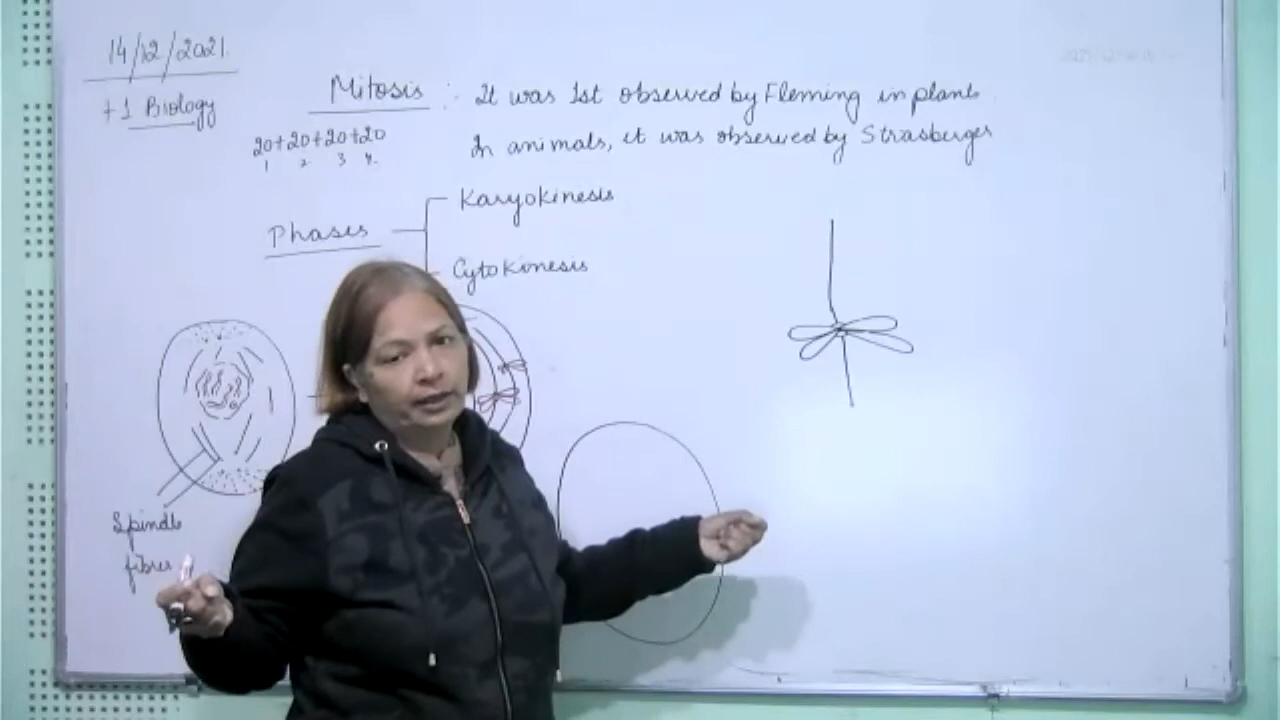 14/12/2021
+1 Biology
Mitosis :- It was 1st observed by Fleming in plants
20+20+20+20
1 2 3 4.
In animals, it was observed by Strasberger
Phases
Karyokinesis
Cytokinesis
Spindle
fibres